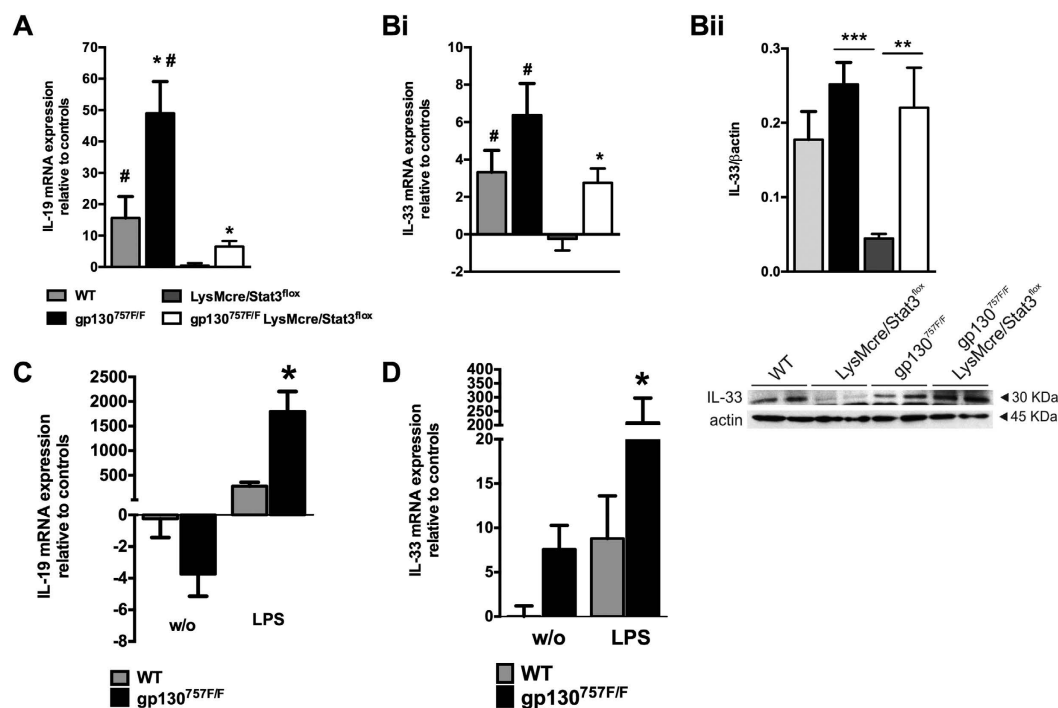 A
IL-19 mRNA expression
relative to controls
70
60
50
40
30
20
10
0
#
* #
*
WT
gp130757F/F
LysMcre/Stat3flox
gp130757F/F LysMcre/Stat3flox
Bi
IL-33 mRNA expression
relative to controls
10
8
6
4
2
0
-2
#
#
*
Bii
IL-33/βactin
0.3
0.2
0.1
0.0
***
**
WT
LysMcre/Stat3flox
gp130757F/F
gp130757F/F
LysMcre/Stat3flox
IL-33
30 KDa
actin
45 KDa
C
IL-19 mRNA expression
relative to controls
2500
2000
1500
1000
500
0
-2
-4
-6
-8
*
w/o
LPS
WT
gp130757F/F
D
IL-33 mRNA expression
relative to controls
400
350
300
250
200
150
100
50
20
15
10
5
0
*
w/o
LPS
WT
gp130757F/F